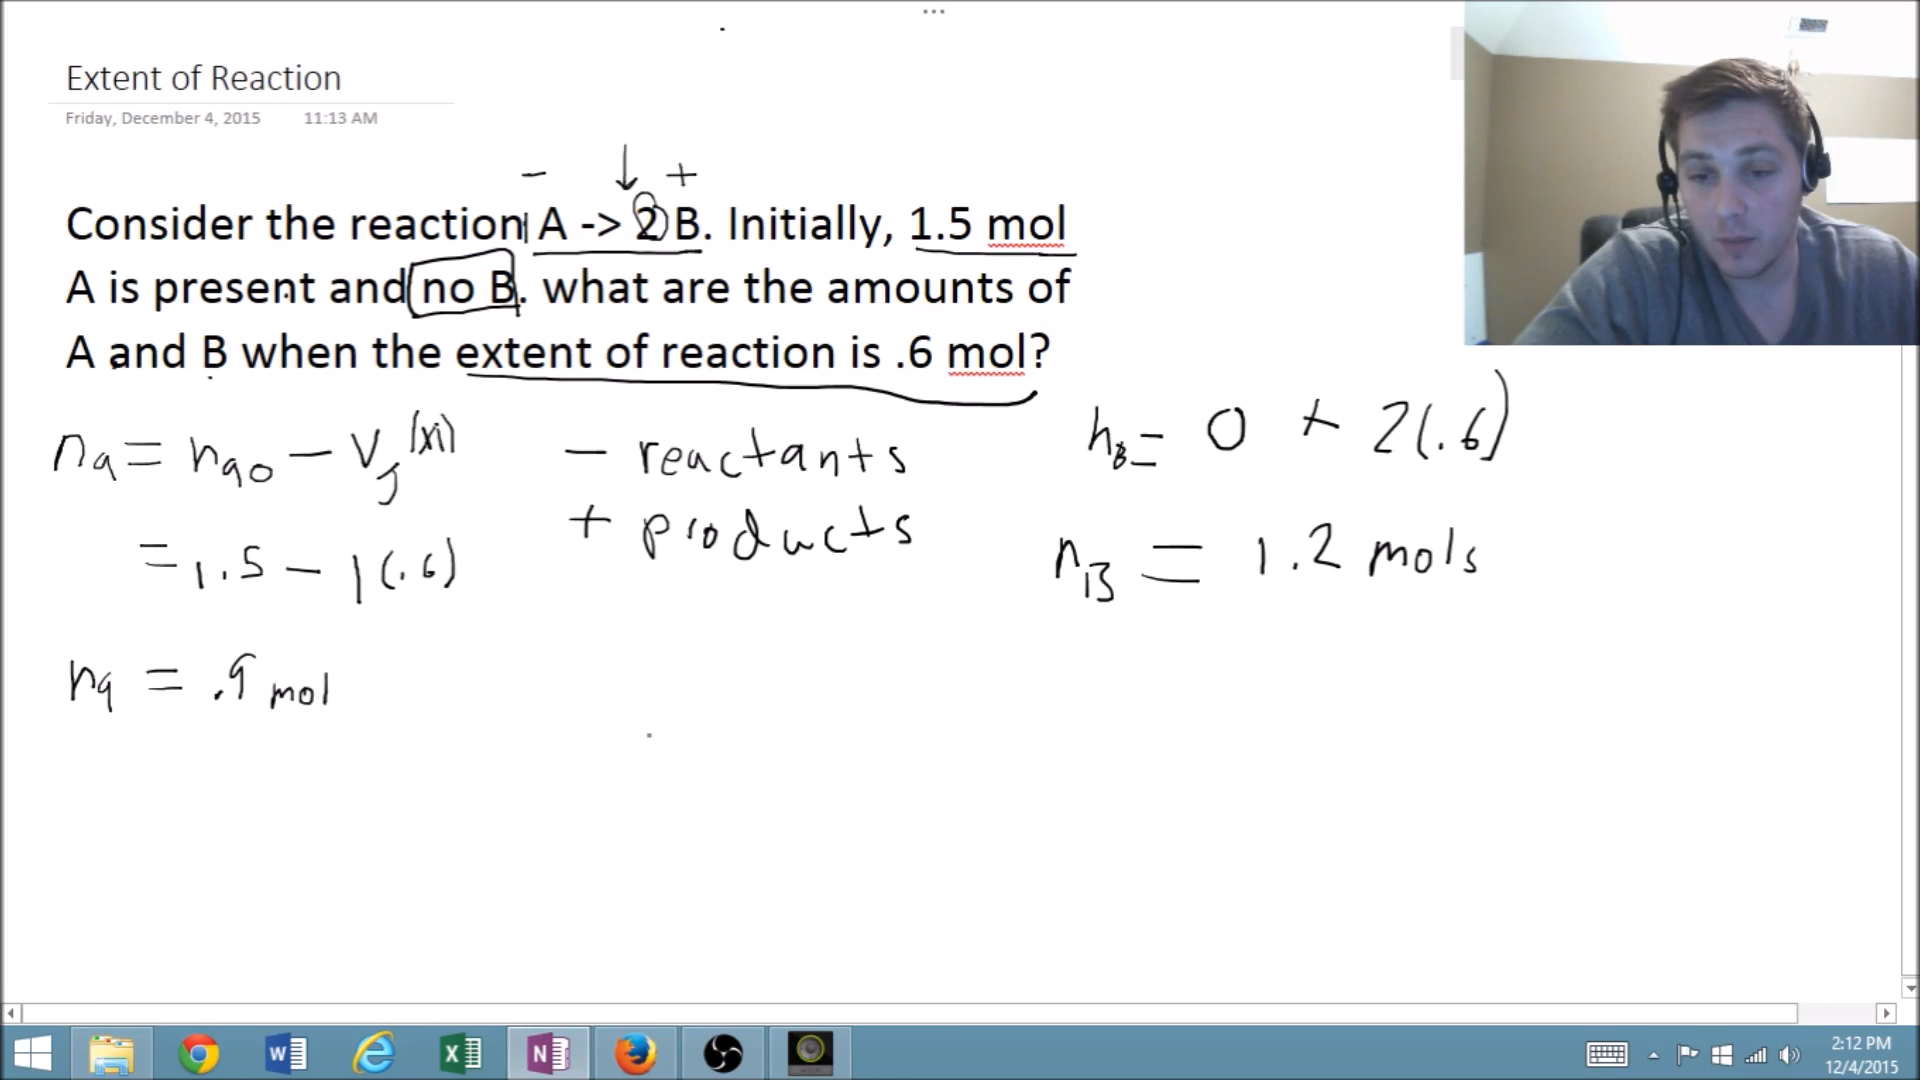 Extent of Reaction
Friday, December 4, 2015 11:13 AM
- ↓ +
Consider the reaction A -> 2 B. Initially, 1.5 mol
A is present and no B. what are the amounts of
A and B when the extent of reaction is .6 mol?
na = nao - Vj (xi)
= 1.5 - 1(.6)
na = .9 mol
- reactants
+ products
nB = 0 + 2(.6)
nB = 1.2 mols
2:12 PM
12/4/2015